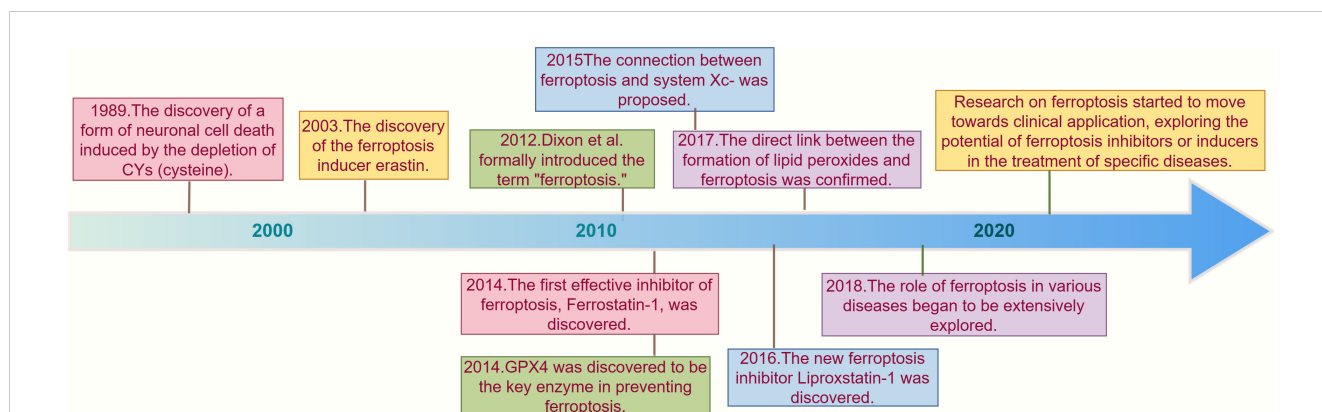 2015The connection between
ferroptosis and system Xc- was
proposed.
1989.The discovery of a
form of neuronal cell death
induced by the depletion of
CYs (cysteine).
2003.The discovery
of the ferroptosis
inducer erastin.
2012.Dixon et al.
formally introduced the
term "ferroptosis."
2017.The direct link between the
formation of lipid peroxides and
ferroptosis was confirmed.
Research on ferroptosis started to move
towards clinical application, exploring the
potential of ferroptosis inhibitors or inducers
in the treatment of specific diseases.
2000
2010
2020
2014.The first effective inhibitor of
ferroptosis, Ferrostatin-1, was
discovered.
2018.The role of ferroptosis in various
diseases began to be extensively
explored.
2014.GPX4 was discovered to be
the key enzyme in preventing
ferroptosis.
2016.The new ferroptosis
inhibitor Liproxstatin-1 was
discovered.